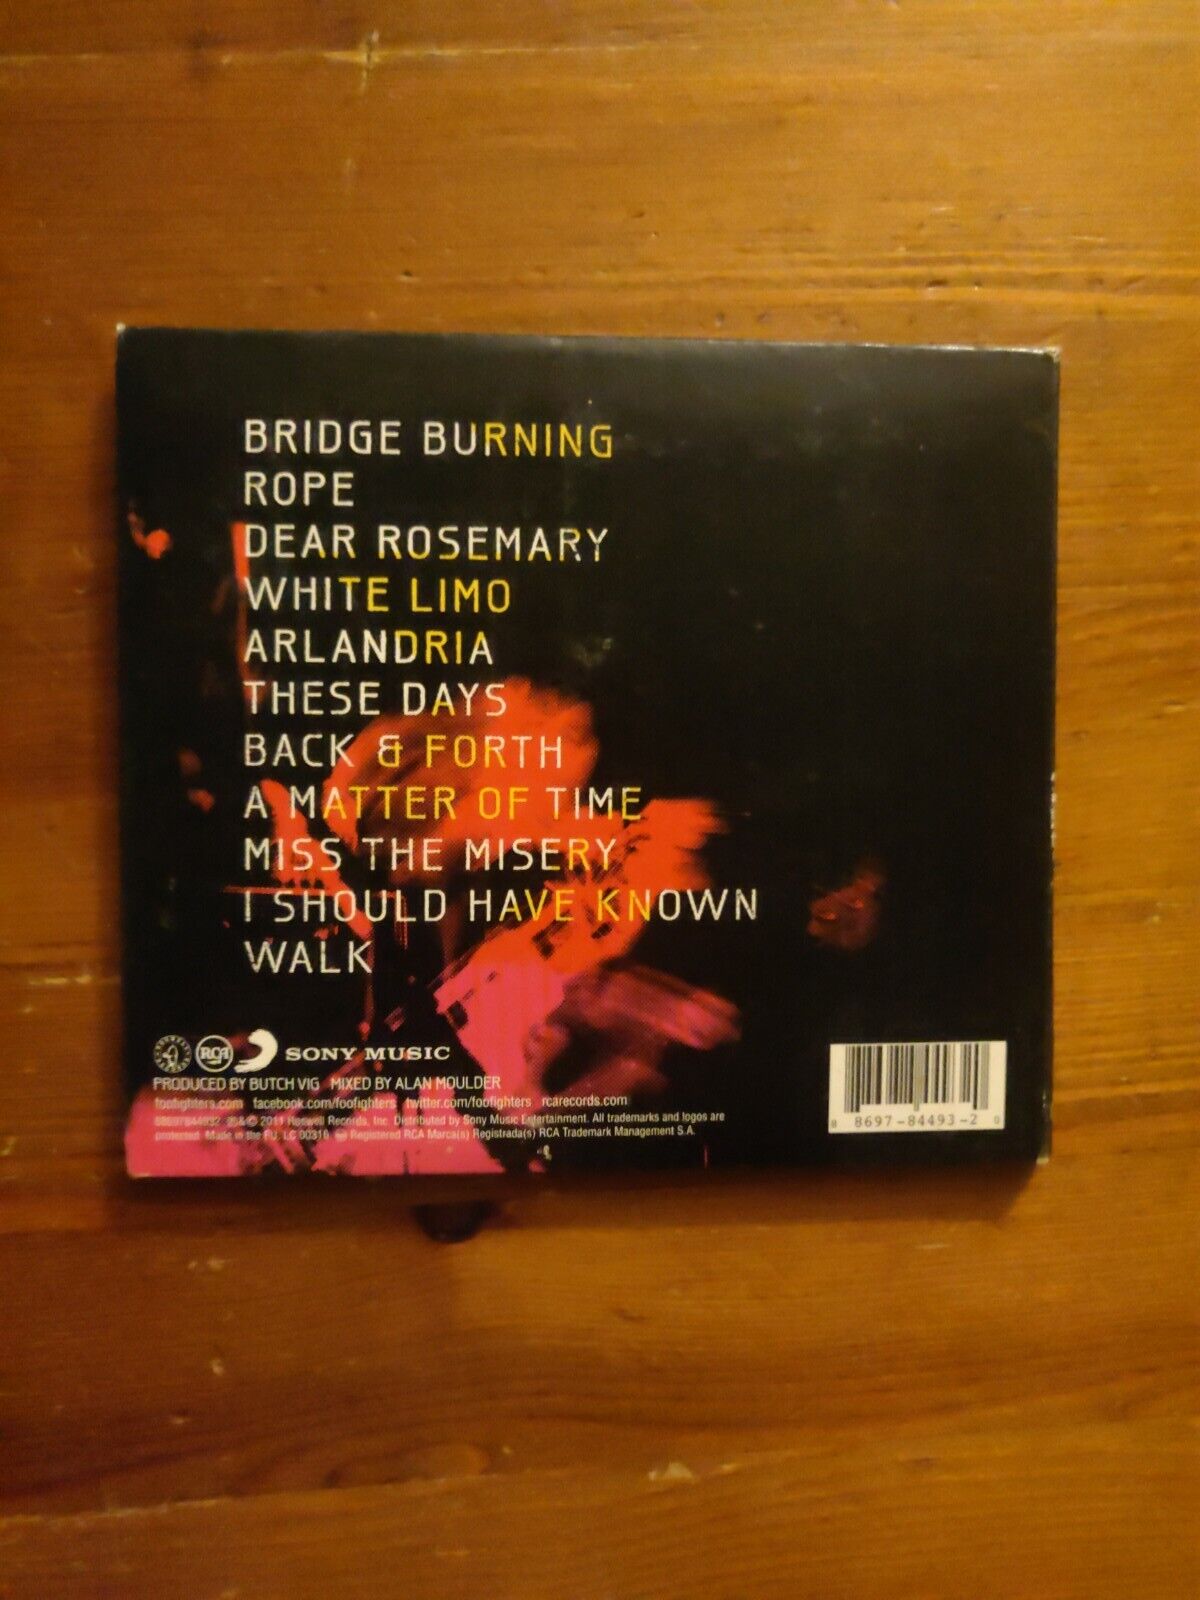 BRIDGE BURNING
ROPE
DEAR ROSEMARY
WHITE LIMO
ARLANDRIA
THESE DAYS
BACK & FORTH
A MATTER OF TIME
MISS THE MISERY
I SHOULD HAVE KNOWN
WALK
RCA SONY MUSIC
PRODUCED BY BUTCH VIG MIXED BY ALAN MOULDER
foofighters.com facebook.com/foofighters twitter.com/foofighters rcarecords.com
88697844932 ℗&© 2011 Roswell Records, Inc. Distributed by Sony Music Entertainment. All trademarks and logos are
protected. Made in the EU. LC 00316 Registered RCA Marca(s) Registrada(s) RCA Trademark Management S.A.
8 8697-84493-2 0